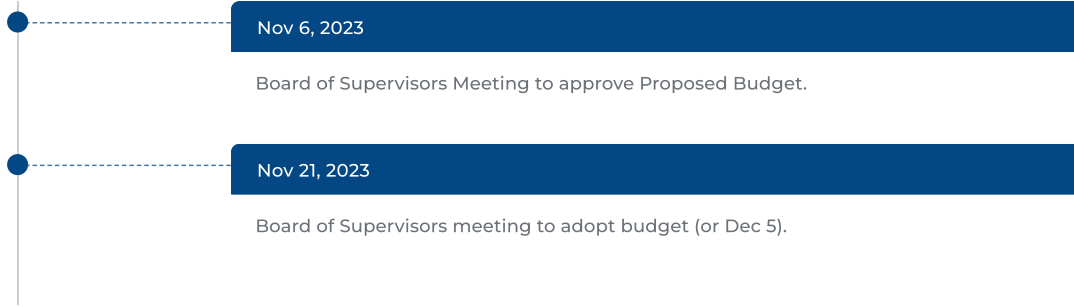 Nov 6, 2023
Board of Supervisors Meeting to approve Proposed Budget.
Nov 21, 2023
Board of Supervisors meeting to adopt budget (or Dec 5).